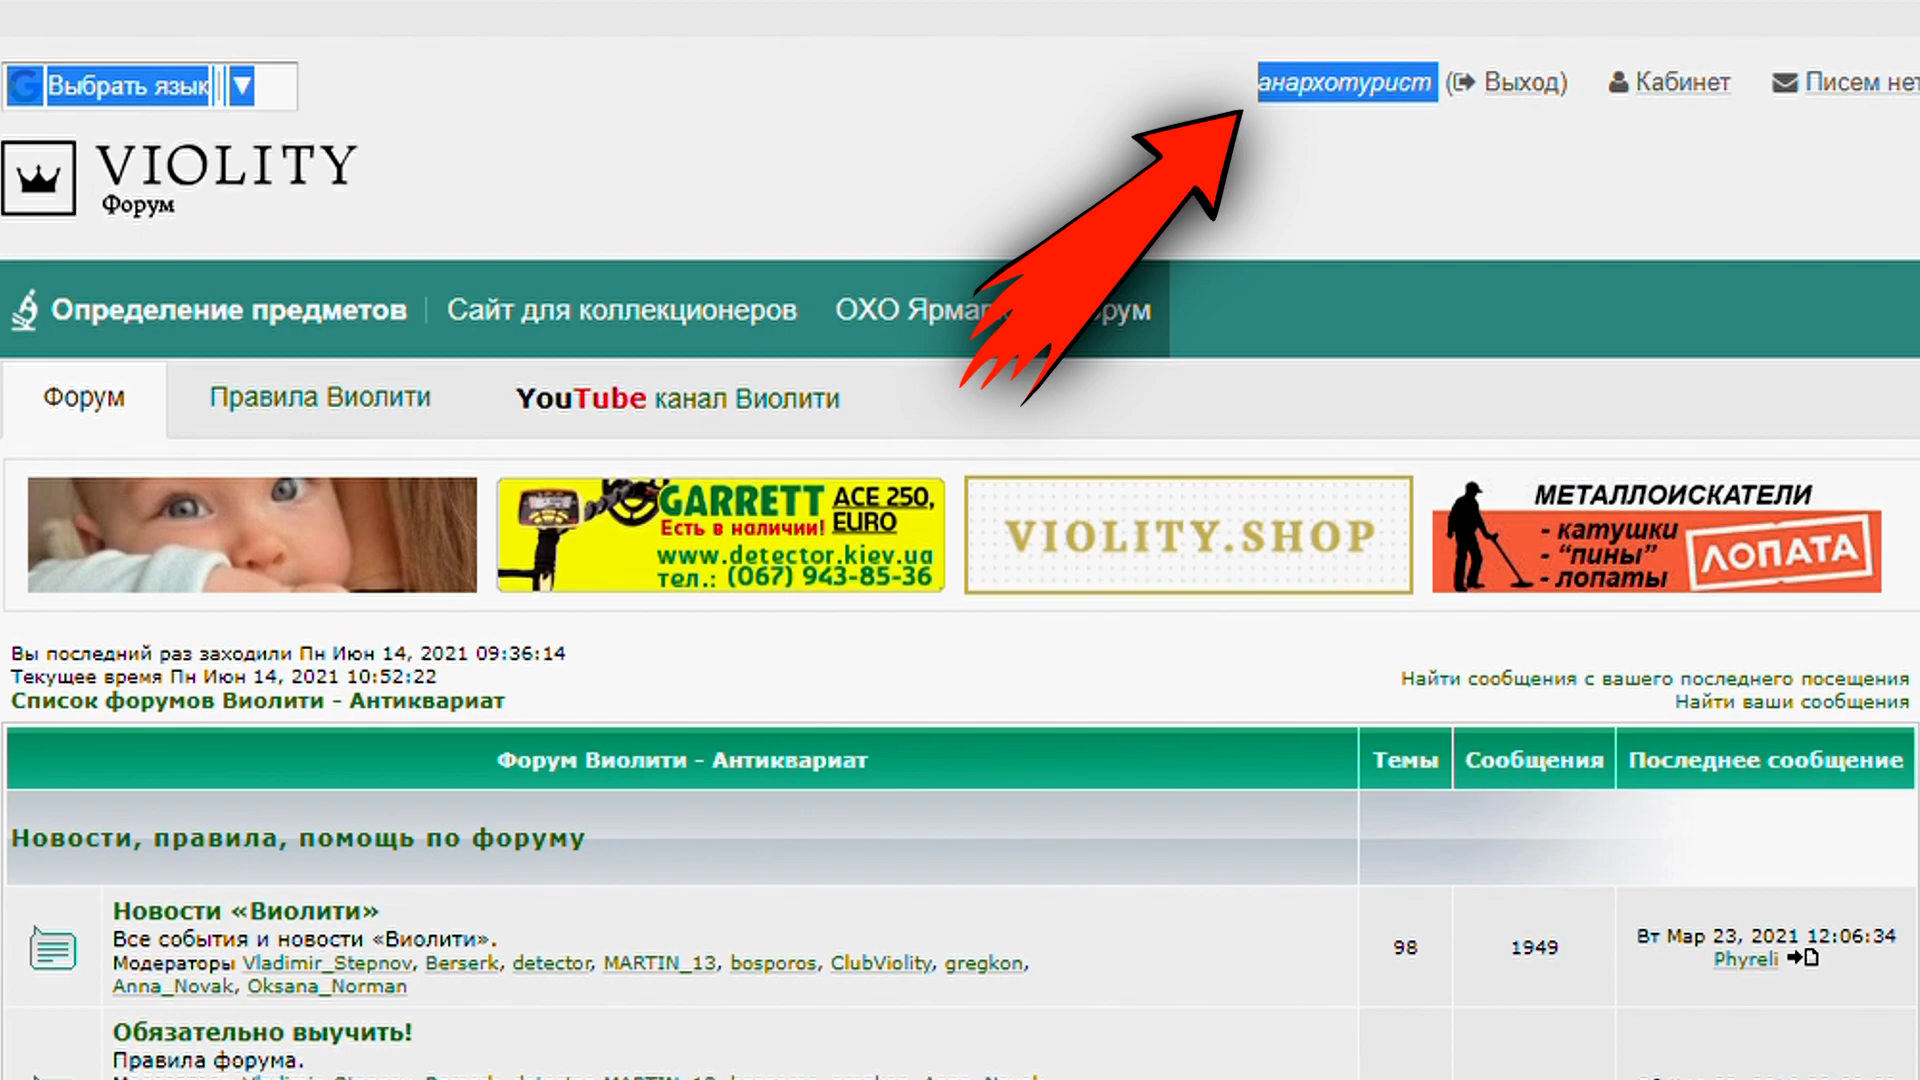 Выбрать язык ▼
анархотурист (Выход) Кабинет Писем нет
VIOLITY
Форум
Определение предметов Сайт для коллекционеров ОХО
Форум Правила Виолити YouTube канал Виолити
GARRETT ACE 250,
Есть в наличии! EURO
www.detector.kiev.ua
тел.: (067) 943-85-36
VIOLITY.SHOP
МЕТАЛЛОИСКАТЕЛИ
- катушки
- “пины”
- лопаты
ЛОПАТА
Вы последний раз заходили Пн Июн 14, 2021 09:36:14
Текущее время Пн Июн 14, 2021 10:52:22
Список форумов Виолити - Антиквариат
Найти сообщения с вашего последнего посещения
Найти ваши сообщения
Форум Виолити - Антиквариат Темы Сообщения Последнее сообщение
Новости, правила, помощь по форуму
Новости «Виолити»
Все события и новости «Виолити».
Модераторы Vladimir_Stepnov, Berserk, detector, MARTIN_13, bosporos, ClubViolity, gregkon,
Anna_Novak, Oksana_Norman
98
1949
Вт Мар 23, 2021 12:06:34
Phyreli
Обязательно выучить!
Правила форума.